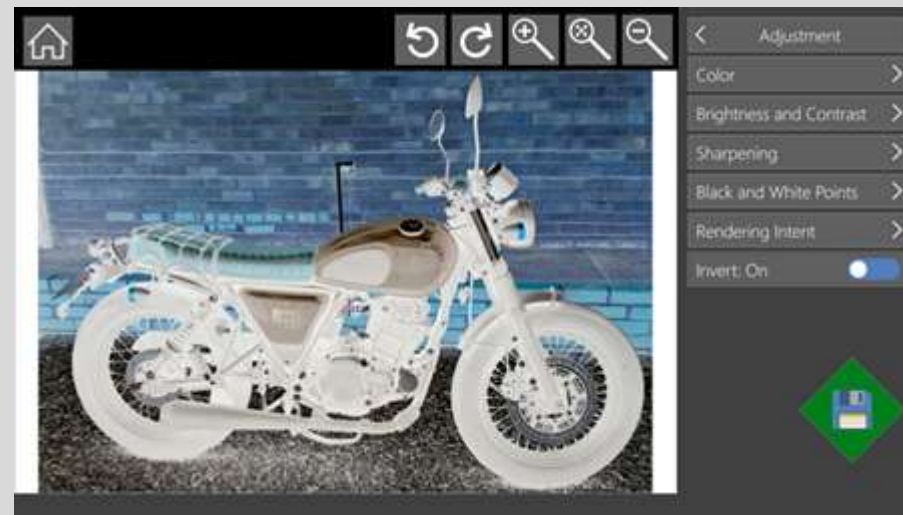 Adjustment
Color
Brightness and Contrast
Sharpening
Black and White Points
Rendering Intent
Invert: On